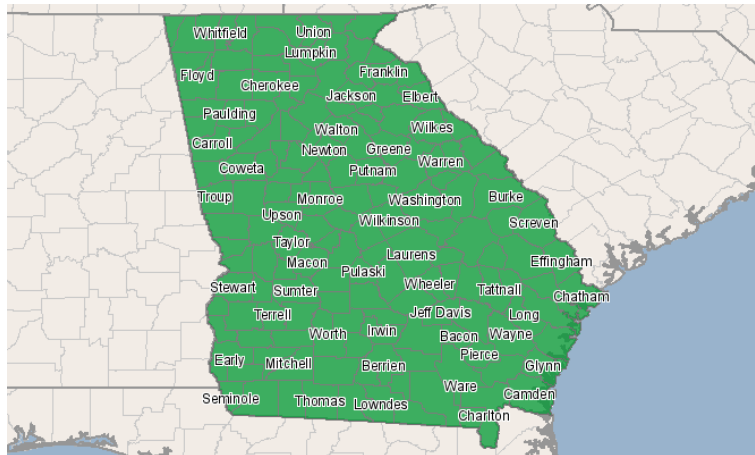 Whitfield
Union
Lumpkin
Floyd
Franklin
Cherokee
Jackson
Elbert
Paulding
Walton
Wilkes
Carroll
Newton
Greene
Warren
Coweta
Putnam
Troup
Monroe
Washington
Burke
Upson
Wilkinson
Screven
Taylor
Laurens
Macon
Effingham
Pulaski
Stewart
Sumter
Wheeler
Tattnall
Chatham
Terrell
Jeff Davis
Long
Worth
Irwin
Bacon
Wayne
Early
Mitchell
Berrien
Pierce
Glynn
Ware
Camden
Seminole
Thomas
Lowndes
Charlton